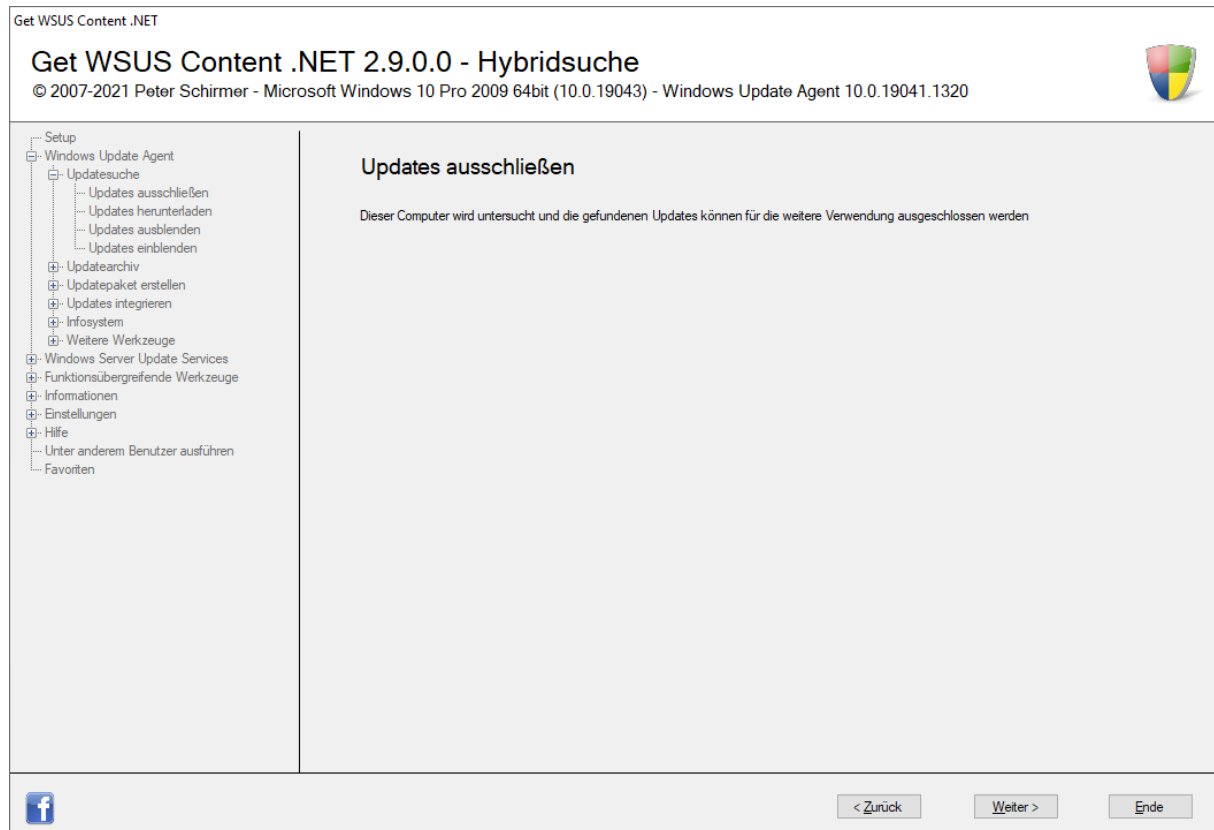 Get WSUS Content .NET
Get WSUS Content .NET 2.9.0.0 - Hybridsuche
© 2007-2021 Peter Schirmer - Microsoft Windows 10 Pro 2009 64bit (10.0.19043) - Windows Update Agent 10.0.19041.1320
Setup
Windows Update Agent
Updatesuche
Updates ausschließen
Updates herunterladen
Updates ausblenden
Updates einblenden
Updatearchiv
Updatepaket erstellen
Updates integrieren
Infosystem
Weitere Werkzeuge
Windows Server Update Services
Funktionsübergreifende Werkzeuge
Informationen
Einstellungen
Hilfe
Unter anderem Benutzer ausführen
Favoriten
Updates ausschließen
Dieser Computer wird untersucht und die gefundenen Updates können für die weitere Verwendung ausgeschlossen werden
f
< Zurück
Weiter >
Ende